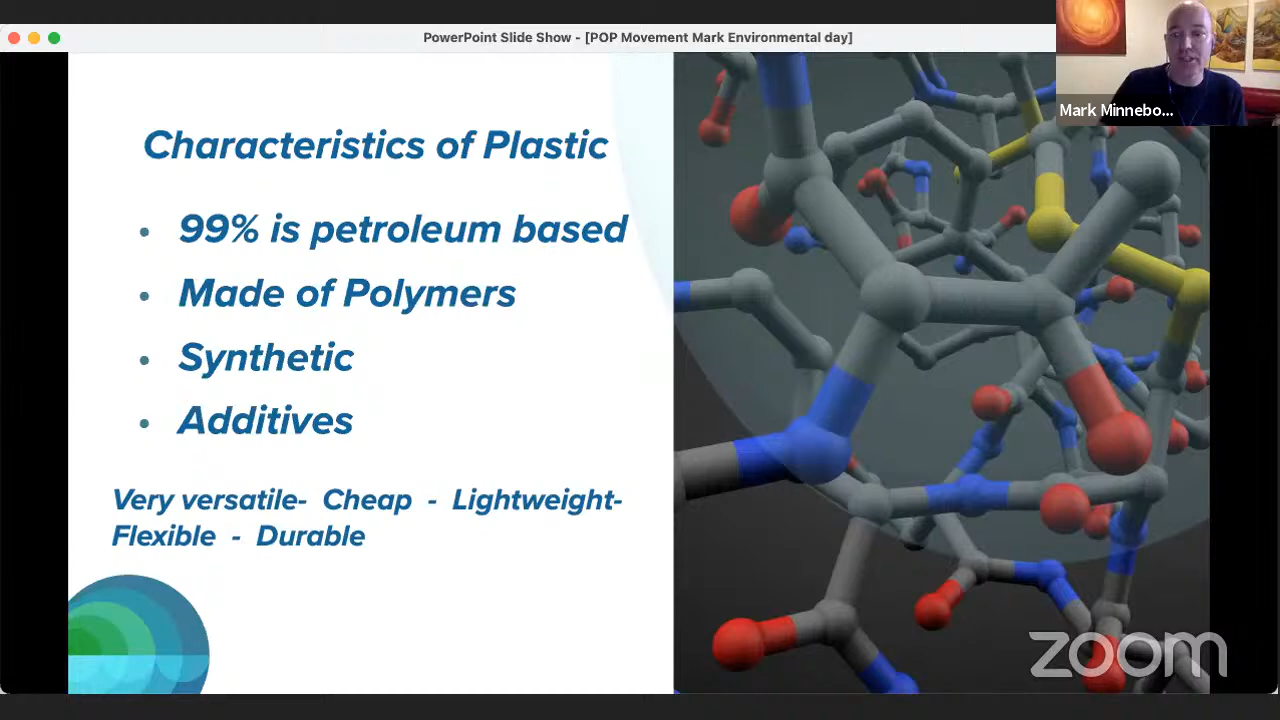 PowerPoint Slide Show - [POP Movement Mark Environmental day]
Mark Minnebo...
Characteristics of Plastic
• 99% is petroleum based
• Made of Polymers
• Synthetic
• Additives
Very versatile- Cheap - Lightweight-
Flexible - Durable
zoom